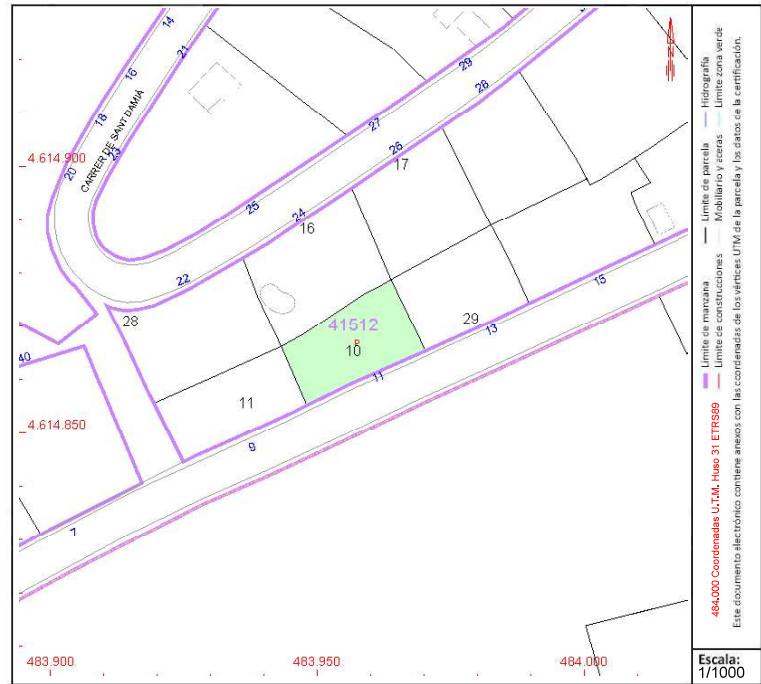 14
16
21
18
CARRER DE SANT DAMIÀ
23
20
29
28
27
26
17
25
24
16
22
4.614.900
28
41512
10
P
11
29
13
15
40
11
9
7
4.614.850
483.900
483.950
484.000
484.000 Coordenadas U.T.M. Huso 31 ETRS89
Límite de manzana
Límite de parcela
Hidrografía
Límite de construcciones
Mobiliario y aceras
Límite zona verde
Este documento electrónico contiene anexos con las coordenadas de los vértices UTM de la parcela y los datos de la certificación.
Escala:
1/1000